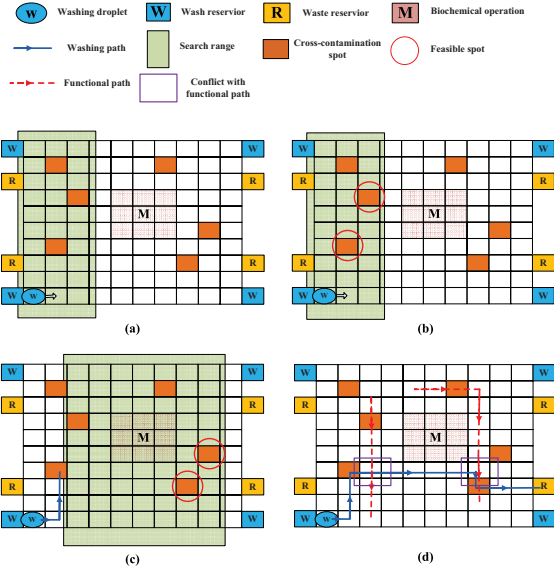 W Washing droplet W Wash reservior R Waste reservior M Biochemical operation
Washing path Search range Cross-contamination spot Feasible spot
Functional path Conflict with functional path
W W W W
R R R R
M M
R R R R
W w W W w W
(a) (b)
W W W W
R R R R
M M
R R R R
W w W W w W
(c) (d)